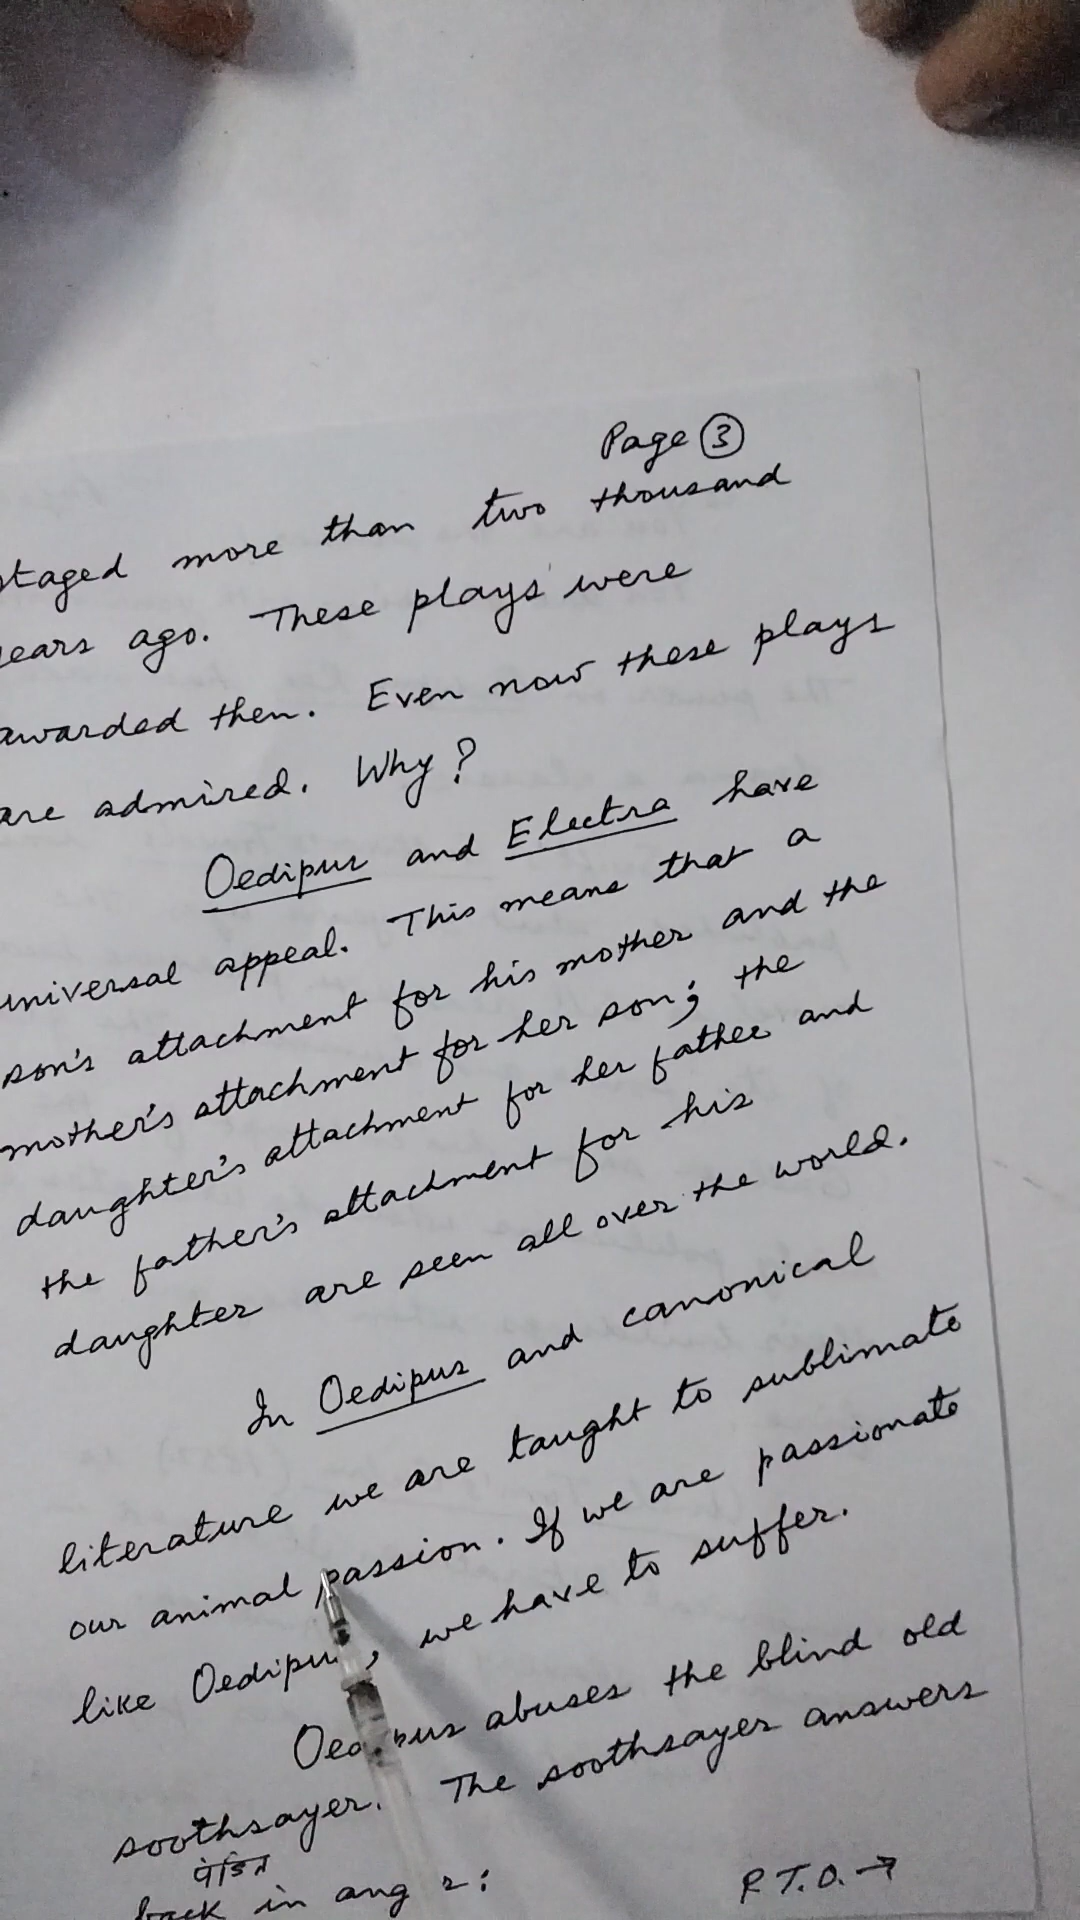 Page ③
staged more than two thousand
years ago. These plays were
awarded then. Even now these plays
are admired. Why?
Oedipus and Electra have
universal appeal. This means that a
son's attachment for his mother and the
mother's attachment for her son; the
daughter's attachment for her father and
the father's attachment for his
daughter are seen all over the world.
In Oedipus and canonical
literature we are taught to sublimate
our animal passion. If we are passionate
like Oedipu , we have to suffer.
Oed pus abuses the blind old
soothsayer. The soothsayer answers
पंडित
back in ang r:
P.T.O. →